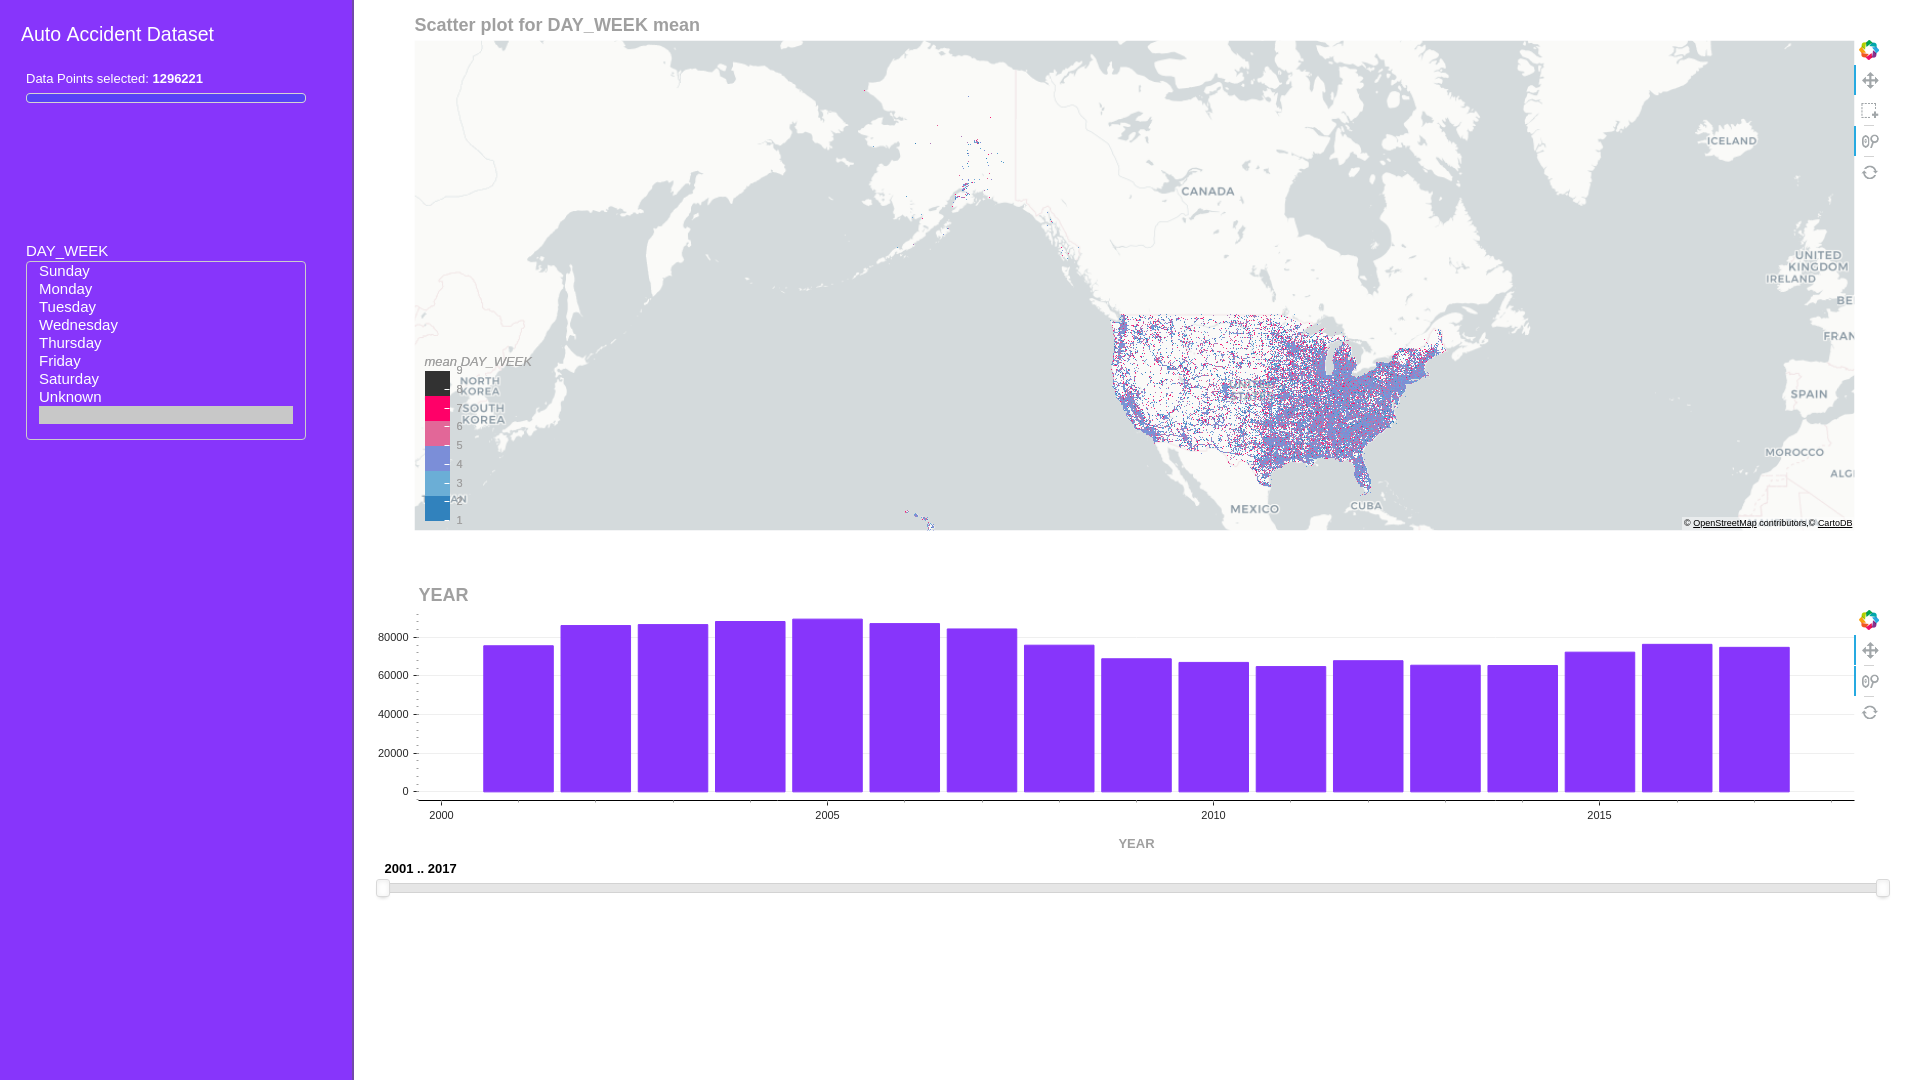 Auto Accident Dataset
Data Points selected: 1296221
DAY_WEEK
Sunday
Monday
Tuesday
Wednesday
Thursday
Friday
Saturday
Unknown
Scatter plot for DAY_WEEK mean
ICELAND
CANADA
UNITED
KINGDOM
IRELAND
BE
FRAN
SPAIN
MOROCCO
ALG
MEXICO
CUBA
NORTH
KOREA
SOUTH
KOREA
AN
mean DAY_WEEK
9
8
7
6
5
4
3
2
1
© OpenStreetMap contributors,© CartoDB
YEAR
80000
60000
40000
20000
0
2000
2005
2010
2015
YEAR
2001 .. 2017